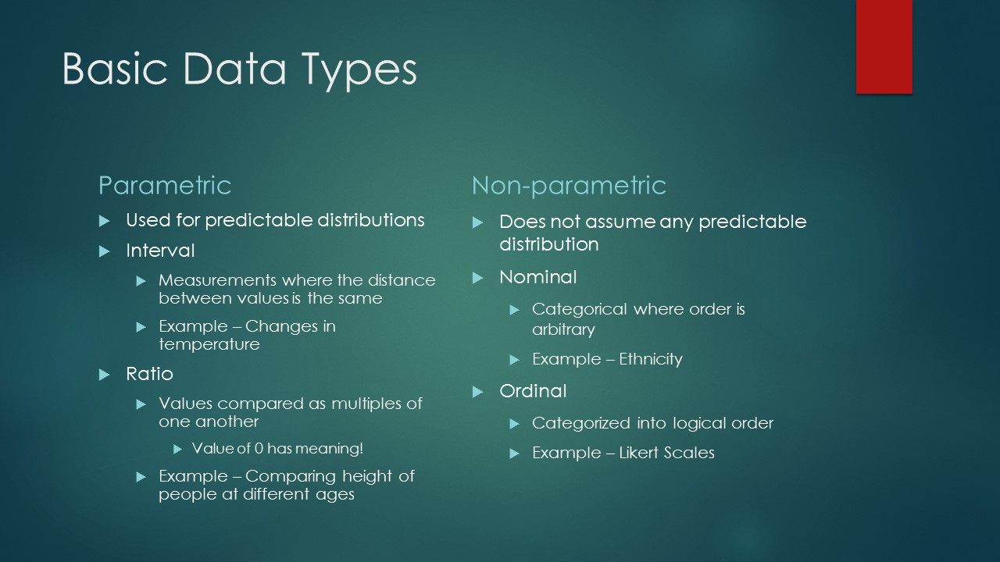 Basic Data Types
Parametric
Used for predictable distributions
Interval
Measurements where the distance
between values is the same
Example – Changes in
temperature
Ratio
Values compared as multiples of
one another
Value of 0 has meaning!
Example – Comparing height of
people at different ages
Non-parametric
Does not assume any predictable
distribution
Nominal
Categorical where order is
arbitrary
Example – Ethnicity
Ordinal
Categorized into logical order
Example – Likert Scales